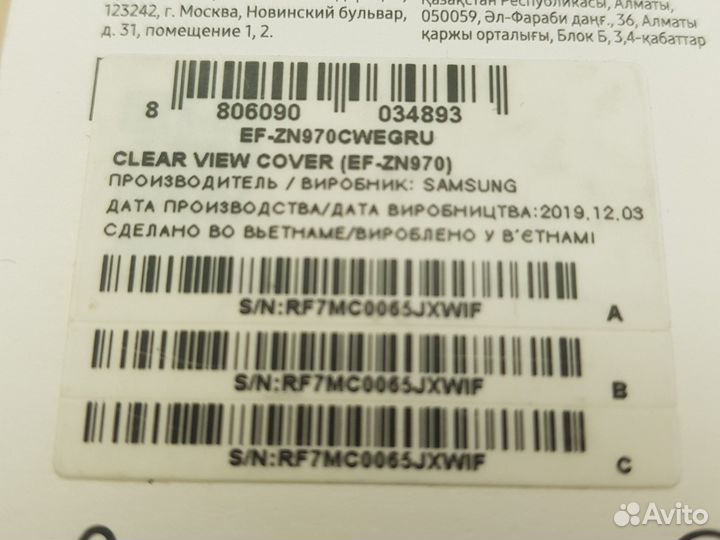 123242, г. Москва, Новинский бульвар,
д. 31, помещение 1, 2.
Қазақстан Республикасы, Алматы,
050059, Әл-Фараби даңғ., 36, Алматы
қаржы орталығы, Блок Б, 3,4-қабаттар
8 806090 034893
EF-ZN970CWEGRU
CLEAR VIEW COVER (EF-ZN970)
ПРОИЗВОДИТЕЛЬ / ВИРОБНИК: SAMSUNG
ДАТА ПРОИЗВОДСТВА/ДАТА ВИРОБНИЦТВА:2019.12.03
СДЕЛАНО ВО ВЬЕТНАМЕ/ВИРОБЛЕНО У В'ЄТНАМІ
S/N:RF7MC0065JXWIF
A
S/N:RF7MC0065JXWIF
B
S/N:RF7MC0065JXWIF
C
Avito